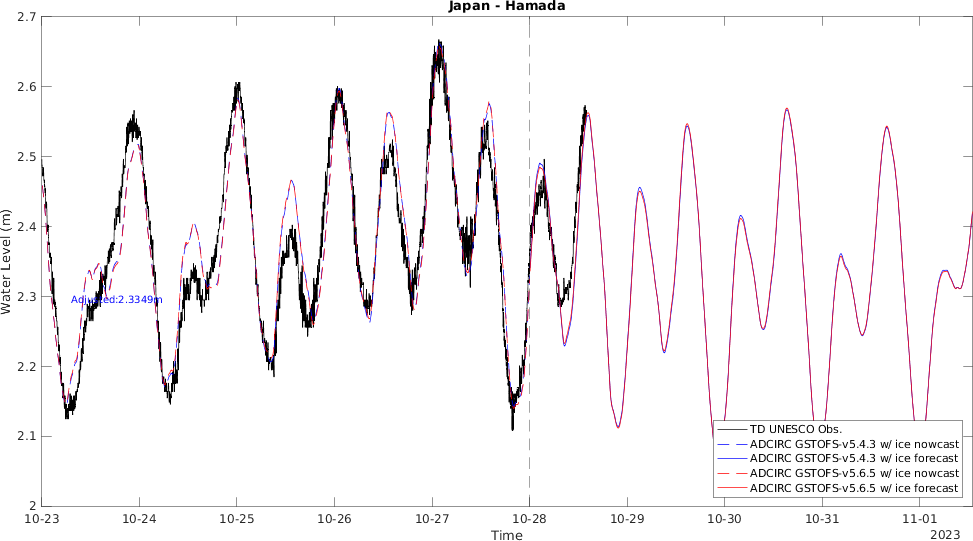 Japan - Hamada
2.7
2.6
2.5
2.4
2.3
2.2
2.1
2
Water Level (m)
Adjusted:2.3349m
TD UNESCO Obs.
ADCIRC GSTOFS-v5.4.3 w/ ice nowcast
ADCIRC GSTOFS-v5.4.3 w/ ice forecast
ADCIRC GSTOFS-v5.6.5 w/ ice nowcast
ADCIRC GSTOFS-v5.6.5 w/ ice forecast
10-23 10-24 10-25 10-26 10-27 10-28 10-29 10-30 10-31 11-01
Time
2023